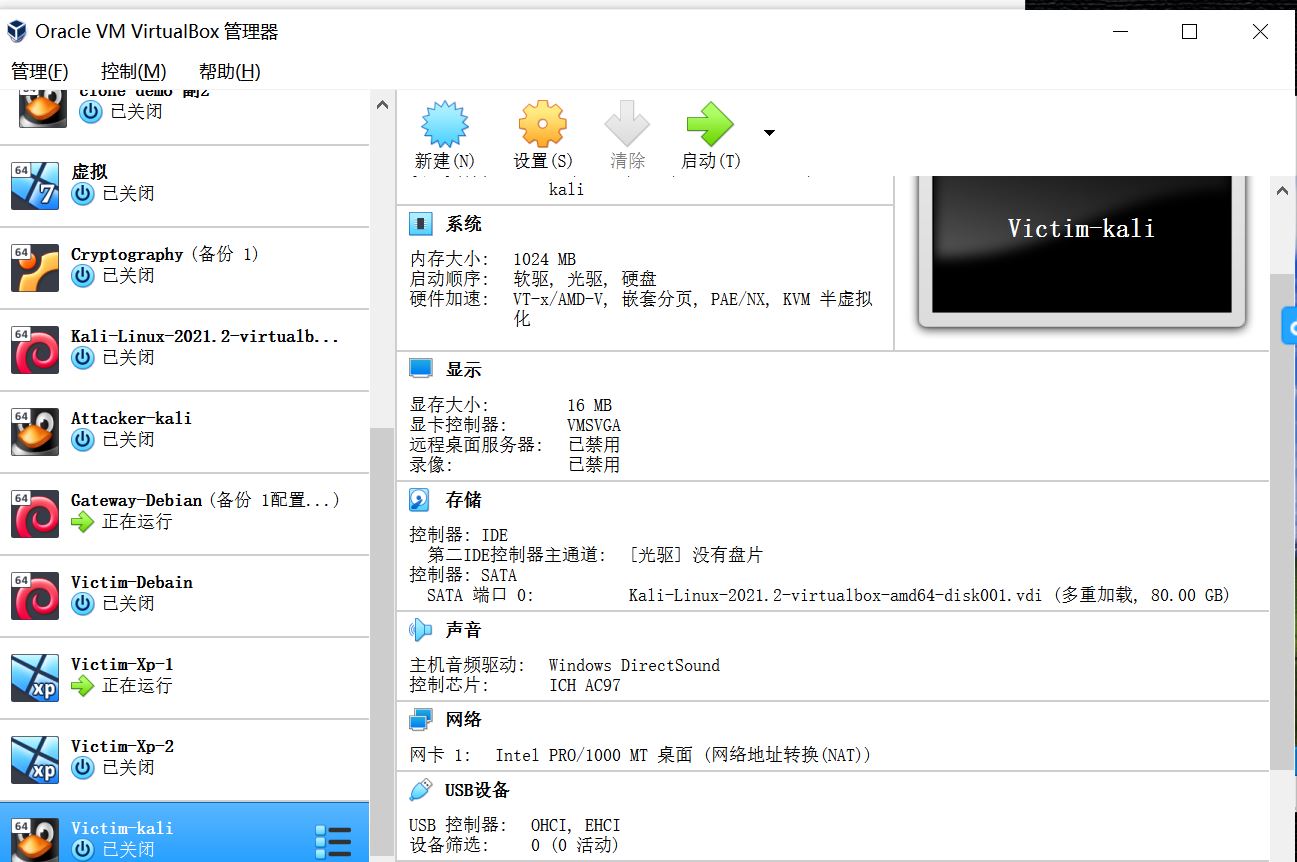 Oracle VM VirtualBox 管理器
管理(F) 控制(M) 帮助(H)
clone demo 副2
已关闭
64
虚拟
已关闭
64
Cryptography (备份 1)
已关闭
64
Kali-Linux-2021.2-virtualb...
已关闭
64
Attacker-kali
已关闭
64
Gateway-Debian (备份 1配置...)
正在运行
64
Victim-Debain
已关闭
Victim-Xp-1
正在运行
xp
Victim-Xp-2
已关闭
xp
64
Victim-kali
已关闭
新建(N) 设置(S) 清除 启动(T)
kali
系统
内存大小: 1024 MB
启动顺序: 软驱, 光驱, 硬盘
硬件加速: VT-x/AMD-V, 嵌套分页, PAE/NX, KVM 半虚拟
化
Victim-kali
显示
显存大小: 16 MB
显卡控制器: VMSVGA
远程桌面服务器: 已禁用
录像: 已禁用
存储
控制器: IDE
第二IDE控制器主通道: [光驱] 没有盘片
控制器: SATA
SATA 端口 0: Kali-Linux-2021.2-virtualbox-amd64-disk001.vdi (多重加载, 80.00 GB)
声音
主机音频驱动: Windows DirectSound
控制芯片: ICH AC97
网络
网卡 1: Intel PRO/1000 MT 桌面 (网络地址转换(NAT))
USB设备
USB 控制器: OHCI, EHCI
设备筛选: 0 (0 活动)